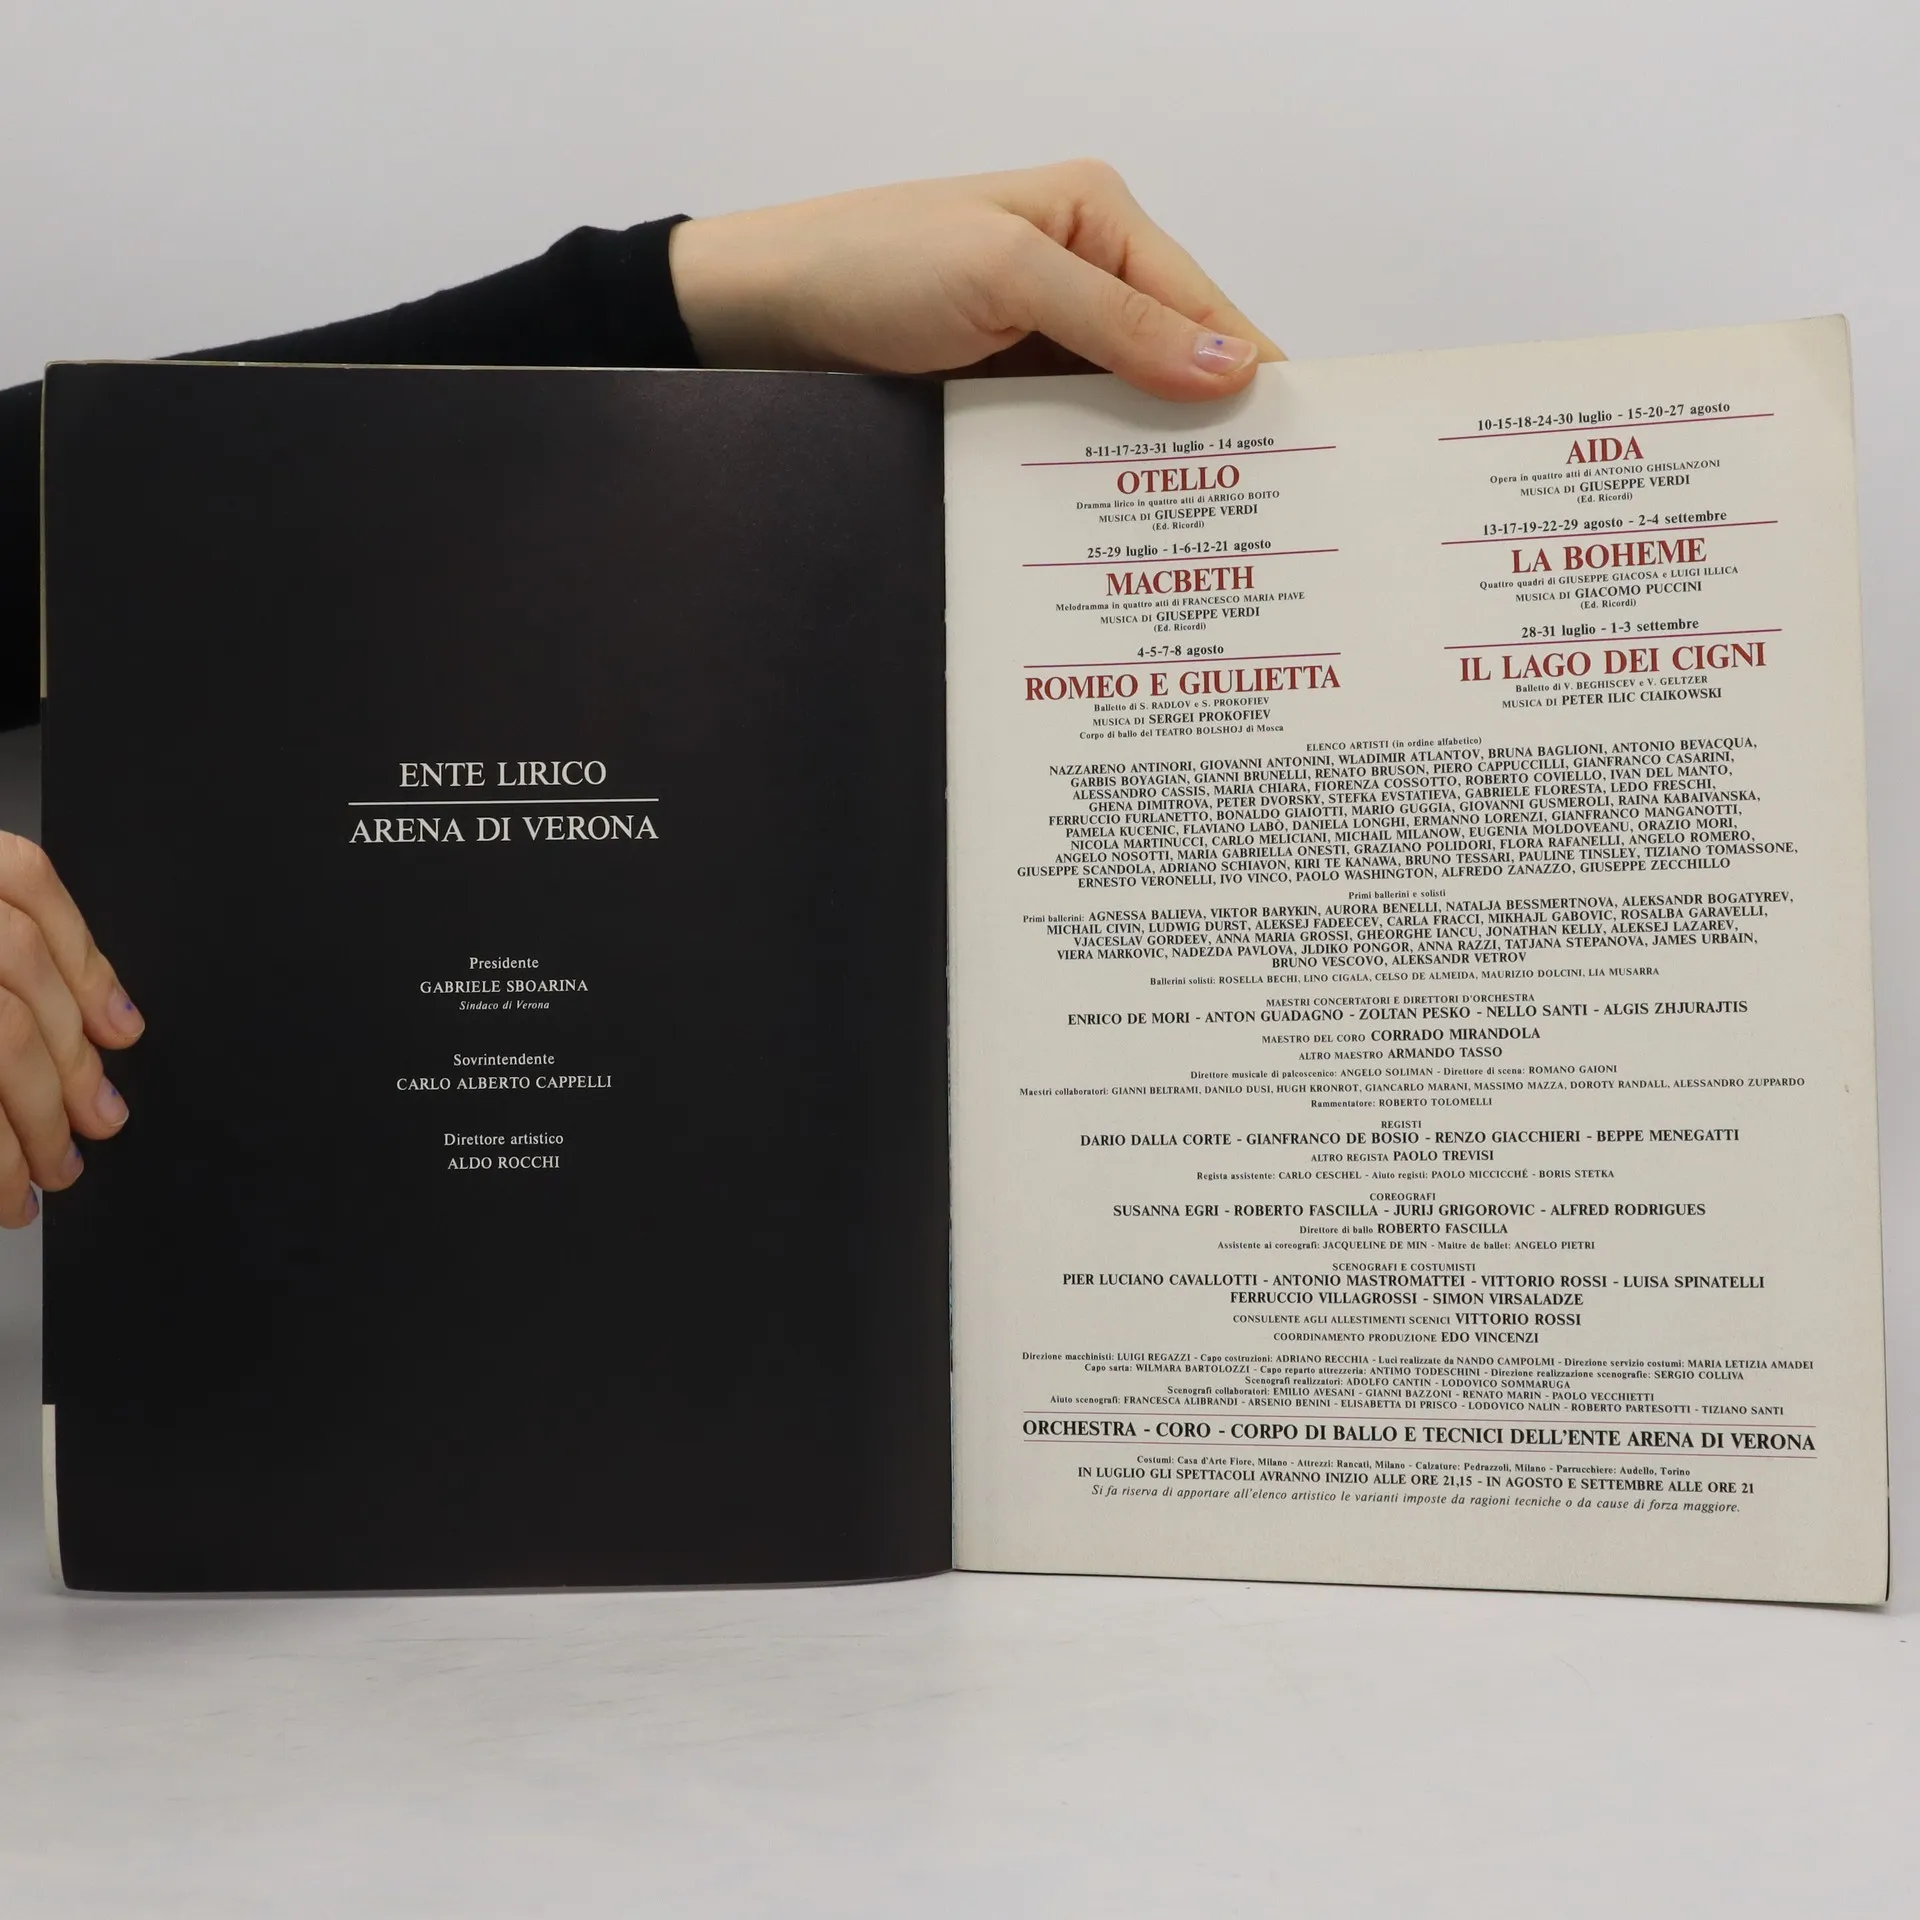 ENTE LIRICO
ARENA DI VERONA
Presidente
GABRIELE SBOARINA
Sindaco di Verona
Sovrintendente
CARLO ALBERTO CAPPELLI
Direttore artistico
ALDO ROCCHI
8-11-17-23-31 luglio - 14 agosto
OTELLO
Dramma lirico in quattro atti di ARRIGO BOITO
MUSICA DI GIUSEPPE VERDI
(Ed. Ricordi)
25-29 luglio - 1-6-12-21 agosto
MACBETH
Melodramma in quattro atti di FRANCESCO MARIA PIAVE
MUSICA DI GIUSEPPE VERDI
(Ed. Ricordi)
4-5-7-8 agosto
ROMEO E GIULIETTA
Balletto di S. RADLOV e S. PROKOFIEV
MUSICA DI SERGEI PROKOFIEV
Corpo di ballo del TEATRO BOLSHOJ di Mosca
10-15-18-24-30 luglio - 15-20-27 agosto
AIDA
Opera in quattro atti di ANTONIO GHISLANZONI
MUSICA DI GIUSEPPE VERDI
(Ed. Ricordi)
13-17-19-22-29 agosto - 2-4 settembre
LA BOHEME
Quattro quadri di GIUSEPPE GIACOSA e LUIGI ILLICA
MUSICA DI GIACOMO PUCCINI
(Ed. Ricordi)
28-31 luglio - 1-3 settembre
IL LAGO DEI CIGNI
Balletto di V. BEGHISCEV e V. GELTZER
MUSICA DI PETER ILIC CIAIKOWSKI
ELENCO ARTISTI (in ordine alfabetico)
NAZZARENO ANTINORI, GIOVANNI ANTONINI, WLADIMIR ATLANTOV, BRUNA BAGLIONI, ANTONIO BEVACQUA,
GARBIS BOYAGIAN, GIANNI BRUNELLI, RENATO BRUSON, PIERO CAPPUCCILLI, GIANFRANCO CASARINI,
ALESSANDRO CASSIS, MARIA CHIARA, FIORENZA COSSOTTO, ROBERTO COVIELLO, IVAN DEL MANTO,
GHENA DIMITROVA, PETER DVORSKY, STEFKA EVSTATIEVA, GABRIELE FLORESTA, LEDO FRESCHI,
FERRUCCIO FURLANETTO, BONALDO GIAIOTTI, MARIO GUGGIA, GIOVANNI GUSMEROLI, RAINA KABAIVANSKA,
PAMELA KUCENIC, FLAVIANO LABÒ, DANIELA LONGHI, ERMANNO LORENZI, GIANFRANCO MANGANOTTI,
NICOLA MARTINUCCI, CARLO MELICIANI, MICHAIL MILANOW, EUGENIA MOLDOVEANU, ORAZIO MORI,
ANGELO NOSOTTI, MARIA GABRIELLA ONESTI, GRAZIANO POLIDORI, FLORA RAFANELLI, ANGELO ROMERO,
GIUSEPPE SCANDOLA, ADRIANO SCHIAVON, KIRI TE KANAWA, BRUNO TESSARI, PAULINE TINSLEY, TIZIANO TOMASSONE,
ERNESTO VERONELLI, IVO VINCO, PAOLO WASHINGTON, ALFREDO ZANAZZO, GIUSEPPE ZECCHILLO
Primi ballerini e solisti
Primi ballerini: AGNESSA BALIEVA, VIKTOR BARYKIN, AURORA BENELLI, NATALJA BESSMERTNOVA, ALEKSANDR BOGATYREV,
MICHAIL CIVIN, LUDWIG DURST, ALEKSEJ FADEECEV, CARLA FRACCI, MIKHAJL GABOVIC, ROSALBA GARAVELLI,
VJACESLAV GORDEEV, ANNA MARIA GROSSI, GHEORGHE IANCU, JONATHAN KELLY, ALEKSEJ LAZAREV,
VIERA MARKOVIC, NADEZDA PAVLOVA, JLDIKO PONGOR, ANNA RAZZI, TATJANA STEPANOVA, JAMES URBAIN,
BRUNO VESCOVO, ALEKSANDR VETROV
Ballerini solisti: ROSELLA BECHI, LINO CIGALA, CELSO DE ALMEIDA, MAURIZIO DOLCINI, LIA MUSARRA
MAESTRI CONCERTATORI E DIRETTORI D'ORCHESTRA
ENRICO DE MORI - ANTON GUADAGNO - ZOLTAN PESKO - NELLO SANTI - ALGIS ZHJURAJTIS
MAESTRO DEL CORO CORRADO MIRANDOLA
ALTRO MAESTRO ARMANDO TASSO
Direttore musicale di palcoscenico: ANGELO SOLIMAN - Direttore di scena: ROMANO GAIONI
Maestri collaboratori: GIANNI BELTRAMI, DANILO DUSI, HUGH KRONROT, GIANCARLO MARANI, MASSIMO MAZZA, DOROTY RANDALL, ALESSANDRO ZUPPARDO
Rammentatore: ROBERTO TOLOMELLI
REGISTI
DARIO DALLA CORTE - GIANFRANCO DE BOSIO - RENZO GIACCHIERI - BEPPE MENEGATTI
ALTRO REGISTA PAOLO TREVISI
Regista assistente: CARLO CESCHEL - Aiuto registi: PAOLO MICCICCHÉ - BORIS STETKA
COREOGRAFI
SUSANNA EGRI - ROBERTO FASCILLA - JURIJ GRIGOROVIC - ALFRED RODRIGUES
Direttore di ballo ROBERTO FASCILLA
Assistente ai coreografi: JACQUELINE DE MIN - Maitre de ballet: ANGELO PIETRI
SCENOGRAFI E COSTUMISTI
PIER LUCIANO CAVALLOTTI - ANTONIO MASTROMATTEI - VITTORIO ROSSI - LUISA SPINATELLI
FERRUCCIO VILLAGROSSI - SIMON VIRSALADZE
CONSULENTE AGLI ALLESTIMENTI SCENICI VITTORIO ROSSI
COORDINAMENTO PRODUZIONE EDO VINCENZI
Direzione macchinisti: LUIGI REGAZZI - Capo costruzioni: ADRIANO RECCHIA - Luci realizzate da NANDO CAMPOLMI - Direzione servizio costumi: MARIA LETIZIA AMADEI
Capo sarta: WILMARA BARTOLOZZI - Capo reparto attrezzeria: ANTIMO TODESCHINI - Direzione realizzazione scenografie: SERGIO COLLIVA
Scenografi realizzatori: ADOLFO CANTIN - LODOVICO SOMMARUGA
Scenografi collaboratori: EMILIO AVESANI - GIANNI BAZZONI - RENATO MARIN - PAOLO VECCHIETTI
Aiuto scenografi: FRANCESCA ALIBRANDI - ARSENIO BENINI - ELISABETTA DI PRISCO - LODOVICO NALIN - ROBERTO PARTESOTTI - TIZIANO SANTI
ORCHESTRA - CORO - CORPO DI BALLO E TECNICI DELL'ENTE ARENA DI VERONA
Costumi: Casa d'Arte Fiore, Milano - Attrezzi: Rancati, Milano - Calzature: Pedrazzoli, Milano - Parrucchiere: Audello, Torino
IN LUGLIO GLI SPETTACOLI AVRANNO INIZIO ALLE ORE 21,15 - IN AGOSTO E SETTEMBRE ALLE ORE 21
Si fa riserva di apportare all'elenco artistico le varianti imposte da ragioni tecniche o da cause di forza maggiore.